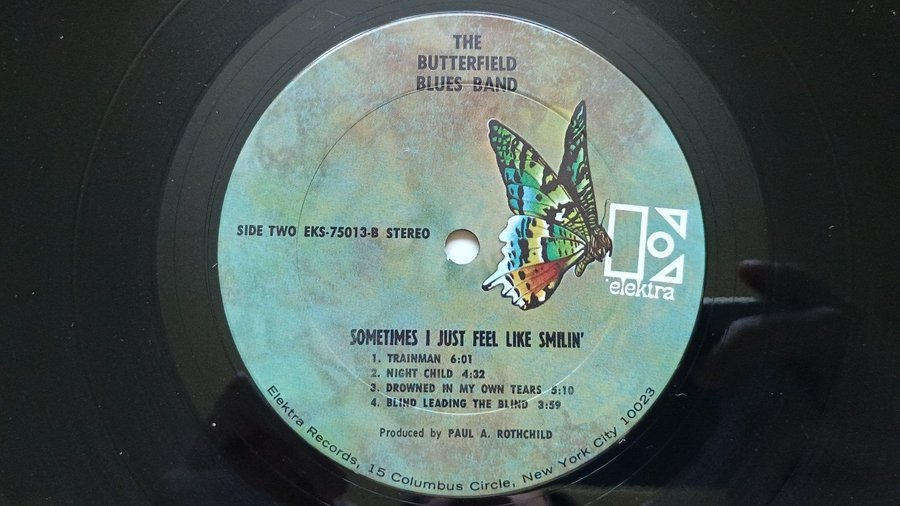 THE
BUTTERFIELD
BLUES BAND
SIDE TWO EKS-75013-B STEREO
elektra
SOMETIMES I JUST FEEL LIKE SMILIN'
1. TRAINMAN 6:01
2. NIGHT CHILD 4:32
3. DROWNED IN MY OWN TEARS 5:10
4. BLIND LEADING THE BLIND 3:59
Produced by PAUL A. ROTHCHILD
Elektra Records, 15 Columbus Circle, New York City 10023